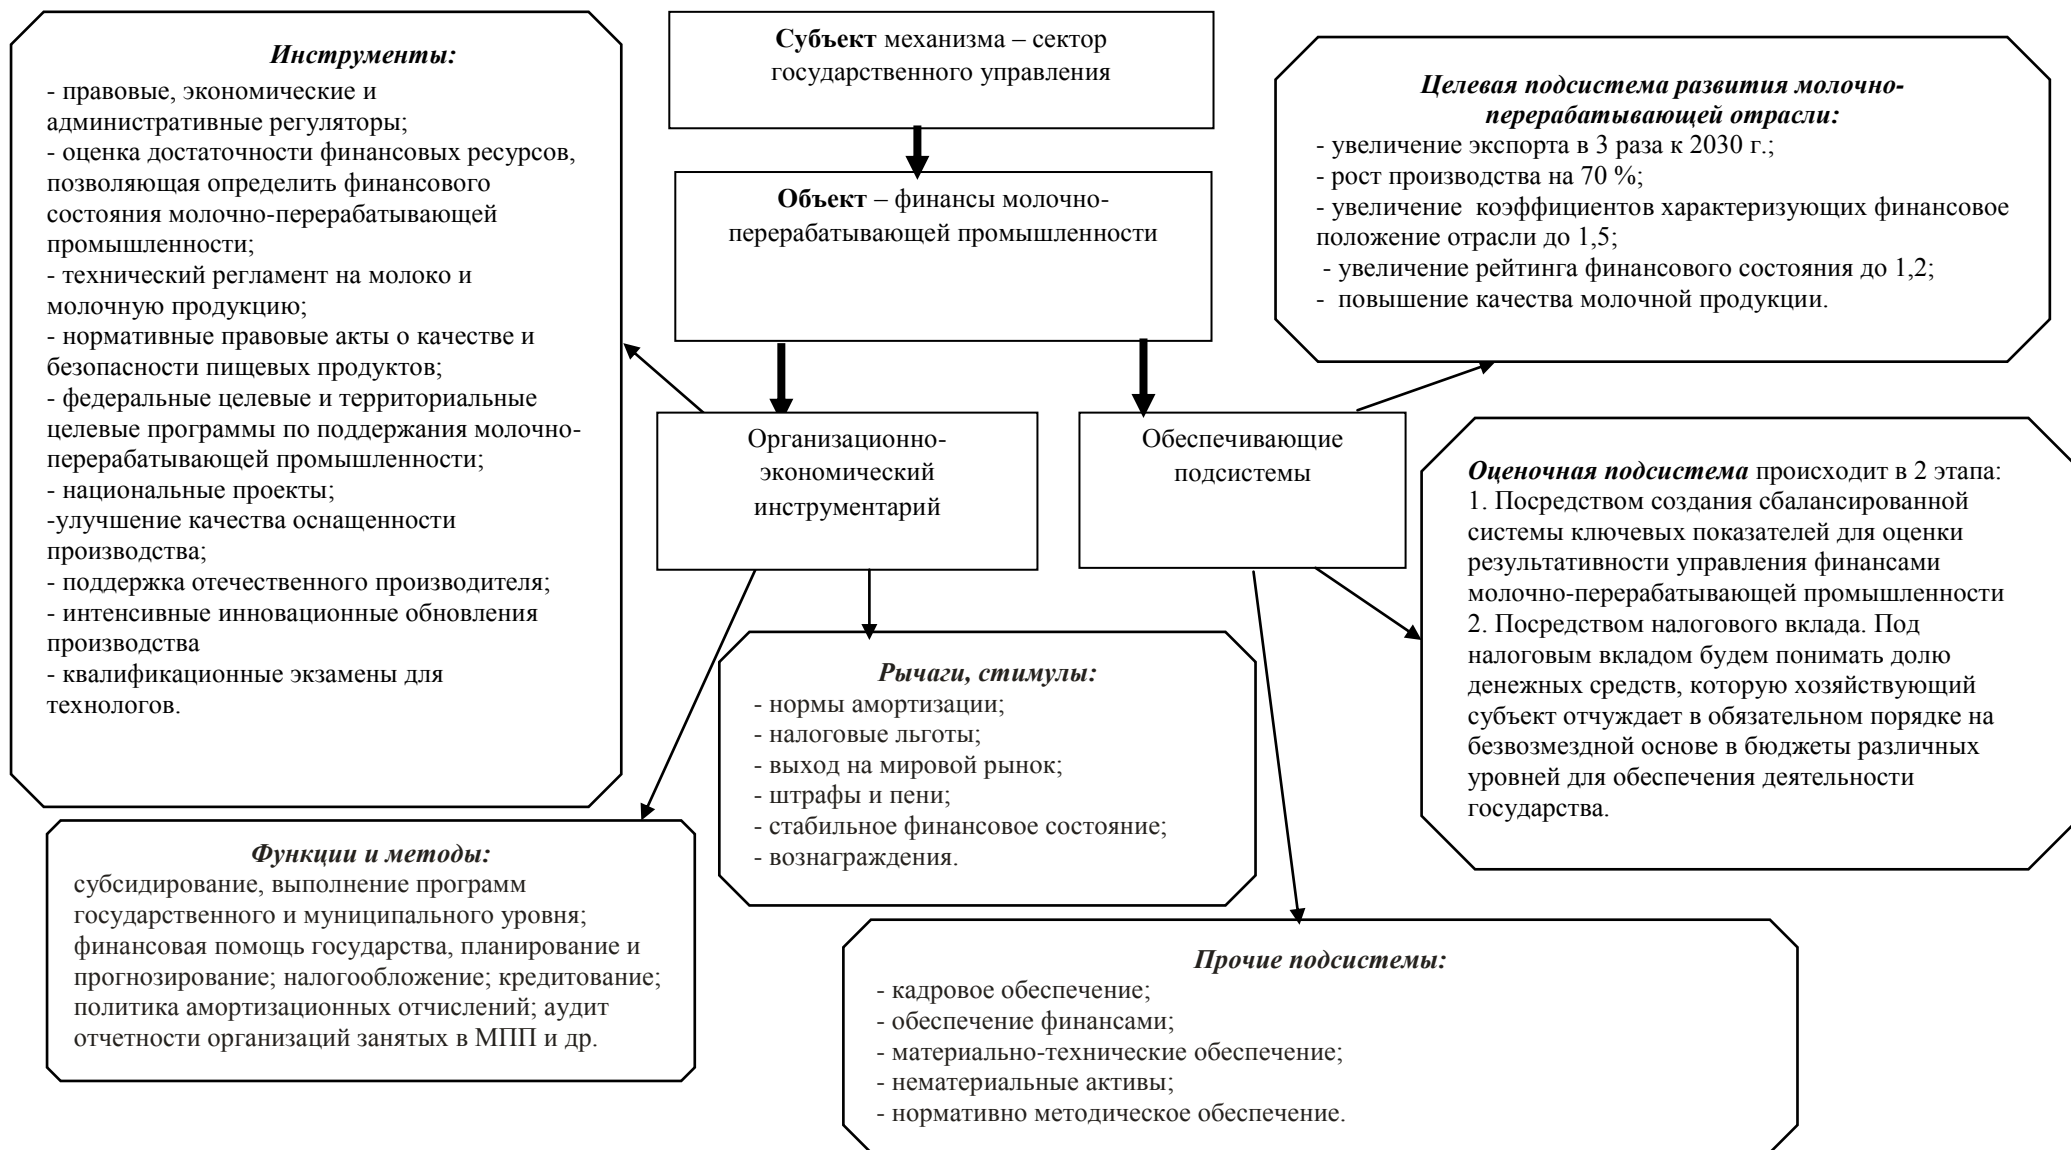 Инструменты:
- правовые, экономические и
административные регуляторы;
- оценка достаточности финансовых ресурсов,
позволяющая определить финансового
состояния молочно-перерабатывающей
промышленности;
- технический регламент на молоко и
молочную продукцию;
- нормативные правовые акты о качестве и
безопасности пищевых продуктов;
- федеральные целевые и территориальные
целевые программы по поддержания молочно-
перерабатывающей промышленности;
- национальные проекты;
-улучшение качества оснащенности
производства;
- поддержка отечественного производителя;
- интенсивные инновационные обновления
производства
- квалификационные экзамены для
технологов.
Субъект механизма – сектор
государственного управления
Объект – финансы молочно-
перерабатывающей промышленности
Целевая подсистема развития молочно-
перерабатывающей отрасли:
- увеличение экспорта в 3 раза к 2030 г.;
- рост производства на 70 %;
- увеличение коэффициентов характеризующих финансовое
положение отрасли до 1,5;
- увеличение рейтинга финансового состояния до 1,2;
- повышение качества молочной продукции.
Организационно-
экономический
инструментарий
Обеспечивающие
подсистемы
Оценочная подсистема происходит в 2 этапа:
1. Посредством создания сбалансированной
системы ключевых показателей для оценки
результативности управления финансами
молочно-перерабатывающей промышленности
2. Посредством налогового вклада. Под
налоговым вкладом будем понимать долю
денежных средств, которую хозяйствующий
субъект отчуждает в обязательном порядке на
безвозмездной основе в бюджеты различных
уровней для обеспечения деятельности
государства.
Рычаги, стимулы:
- нормы амортизации;
- налоговые льготы;
- выход на мировой рынок;
- штрафы и пени;
- стабильное финансовое состояние;
- вознаграждения.
Функции и методы:
субсидирование, выполнение программ
государственного и муниципального уровня;
финансовая помощь государства, планирование и
прогнозирование; налогообложение; кредитование;
политика амортизационных отчислений; аудит
отчетности организаций занятых в МПП и др.
Прочие подсистемы:
- кадровое обеспечение;
- обеспечение финансами;
- материально-техническое обеспечение;
- нематериальные активы;
- нормативно методическое обеспечение.